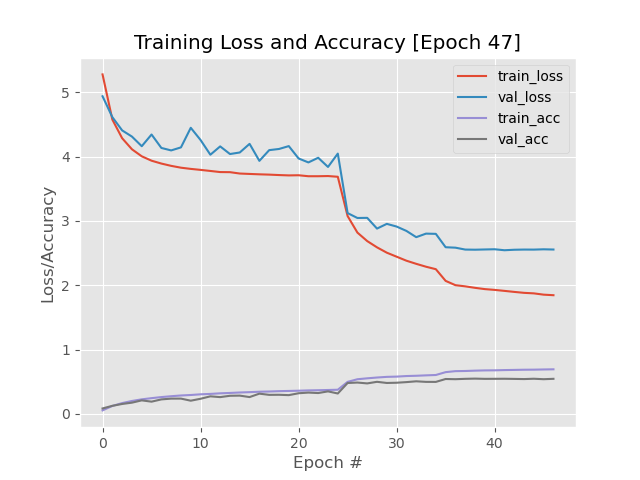 Training Loss and Accuracy [Epoch 47]
train_loss
val_loss
train_acc
val_acc
Loss/Accuracy
5
4
3
2
1
0
0 10 20 30 40
Epoch #